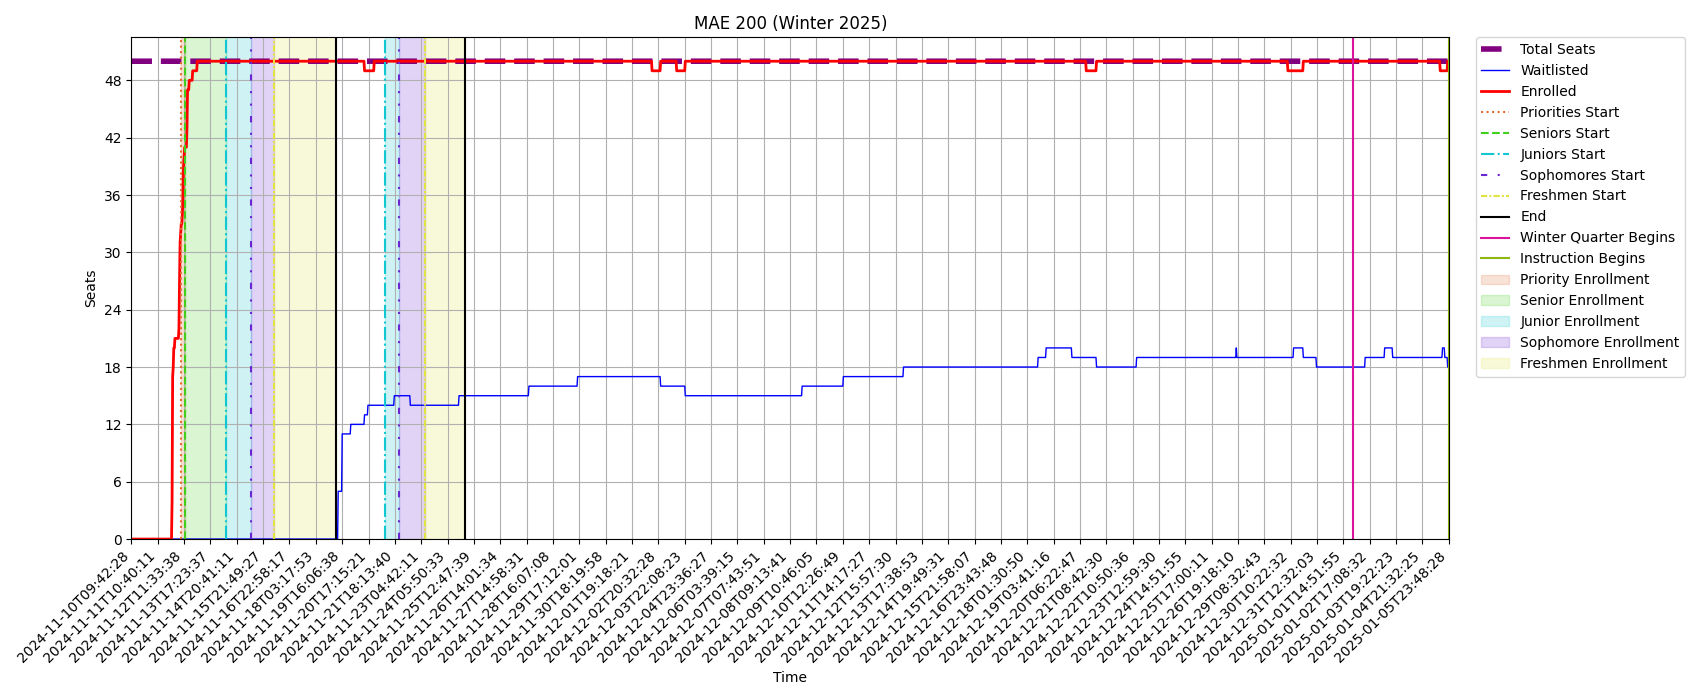 MAE 200 (Winter 2025)
Seats
48
42
36
30
24
18
12
6
0
2024-11-10T09:42:28
2024-11-11T10:40:11
2024-11-12T11:33:38
2024-11-13T17:23:37
2024-11-14T20:41:11
2024-11-15T21:49:27
2024-11-16T22:58:17
2024-11-18T03:17:53
2024-11-19T16:06:38
2024-11-20T17:15:21
2024-11-21T18:13:40
2024-11-23T04:42:11
2024-11-24T05:50:33
2024-11-26T12:47:39
2024-11-26T14:01:34
2024-11-27T14:58:31
2024-11-28T16:07:08
2024-11-29T17:12:01
2024-11-30T18:19:58
2024-12-01T19:18:21
2024-12-02T20:32:28
2024-12-03T22:08:23
2024-12-04T23:36:27
2024-12-06T03:39:15
2024-12-07T07:43:51
2024-12-08T09:13:41
2024-12-09T10:46:05
2024-12-10T12:26:49
2024-12-11T14:17:27
2024-12-12T15:57:30
2024-12-13T17:38:53
2024-12-14T19:49:31
2024-12-15T21:58:07
2024-12-16T23:43:48
2024-12-18T01:30:50
2024-12-19T03:41:16
2024-12-20T06:22:47
2024-12-21T08:42:30
2024-12-22T10:50:36
2024-12-23T12:59:30
2024-12-24T14:51:55
2024-12-25T17:00:11
2024-12-26T19:18:10
2024-12-29T08:32:43
2024-12-30T10:22:32
2024-12-31T12:32:03
2025-01-01T14:51:55
2025-01-02T17:08:32
2025-01-03T19:22:23
2025-01-04T21:32:25
2025-01-05T23:48:28
Time
Total Seats
Waitlisted
Enrolled
Priorities Start
Seniors Start
Juniors Start
Sophomores Start
Freshmen Start
End
Winter Quarter Begins
Instruction Begins
Priority Enrollment
Senior Enrollment
Junior Enrollment
Sophomore Enrollment
Freshmen Enrollment